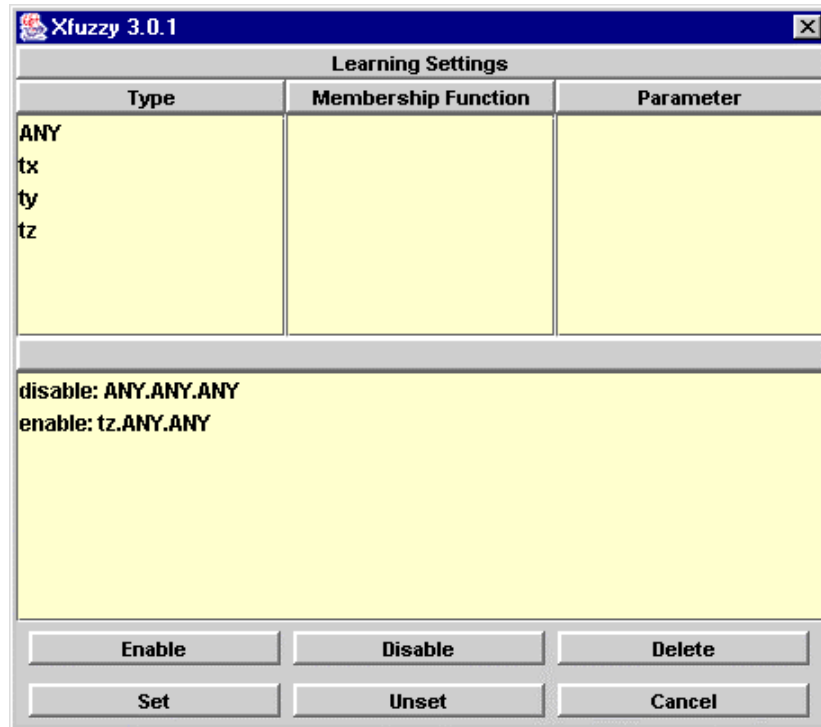 Xfuzzy 3.0.1
Learning Settings
Type Membership Function Parameter
ANY
tx
ty
tz
disable: ANY.ANY.ANY
enable: tz.ANY.ANY
Enable Disable Delete
Set Unset Cancel